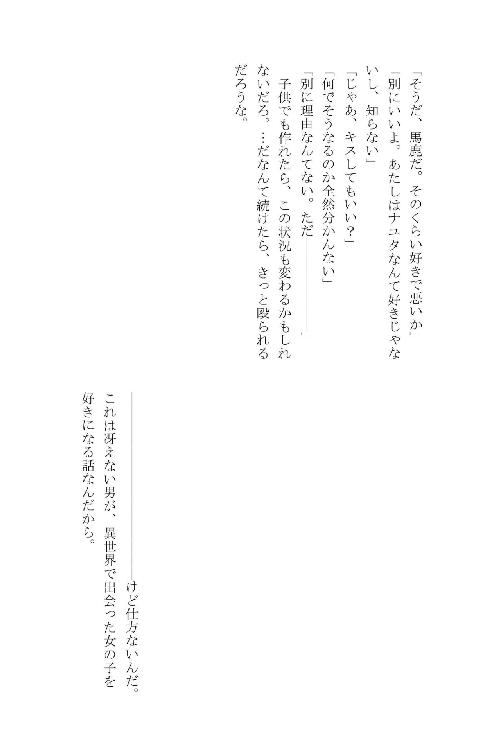 「そうだ、馬鹿だ。そのくらい好きで悪いか」
「別にいいよ。あたしはナユタなんて好きじゃな
いし、知らない」
「じゃあ、キスしてもいい？」
「何でそうなるのか全然分かんない」
「別に理由なんてない。ただ――――――」
　子供でも作れたら、この状況も変わるかもしれ
ないだろ。…だなんて続けたら、きっと殴られる
だろうな。
――――――――――――けど仕方ないんだ。
これは冴えない男が、異世界で出会った女の子を
好きになる話なんだから。